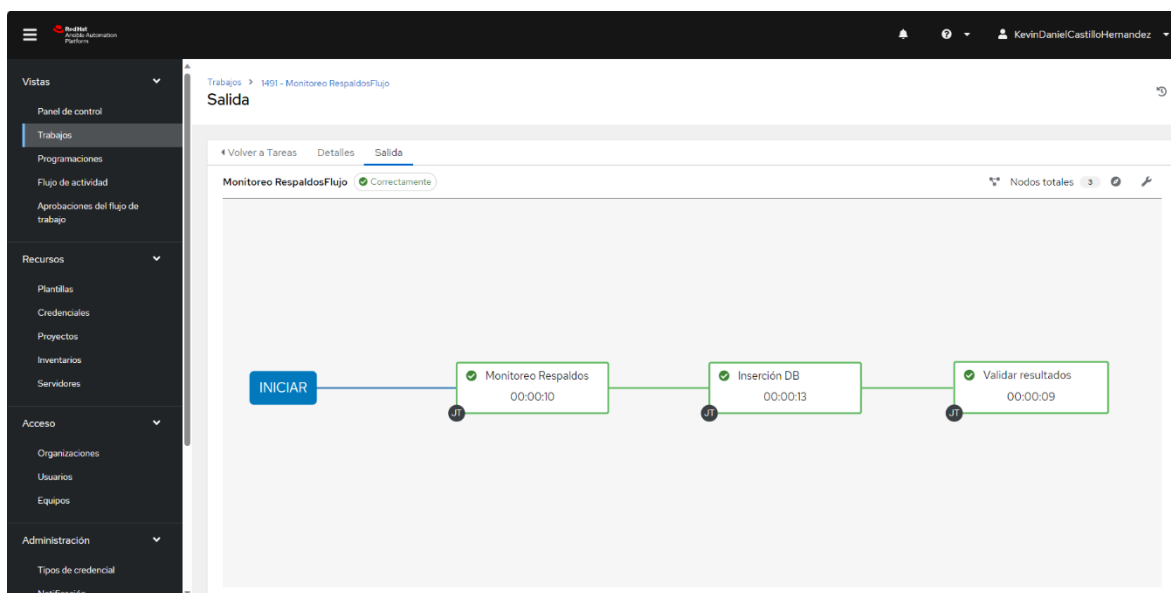 Red Hat
Ansible Automation
Platform
KevinDanielCastilloHernandez
Vistas
Panel de control
Trabajos
Programaciones
Flujo de actividad
Aprobaciones del flujo de
trabajo
Recursos
Plantillas
Credenciales
Proyectos
Inventarios
Servidores
Acceso
Organizaciones
Usuarios
Equipos
Administración
Tipos de credencial
Notificación
Trabajos > 1491 - Monitoreo RespaldosFlujo
Salida
Volver a Tareas Detalles Salida
Monitoreo RespaldosFlujo Correctamente
Nodos totales 3
INICIAR
Monitoreo Respaldos
00:00:10
JT
Inserción DB
00:00:13
JT
Validar resultados
00:00:09
JT